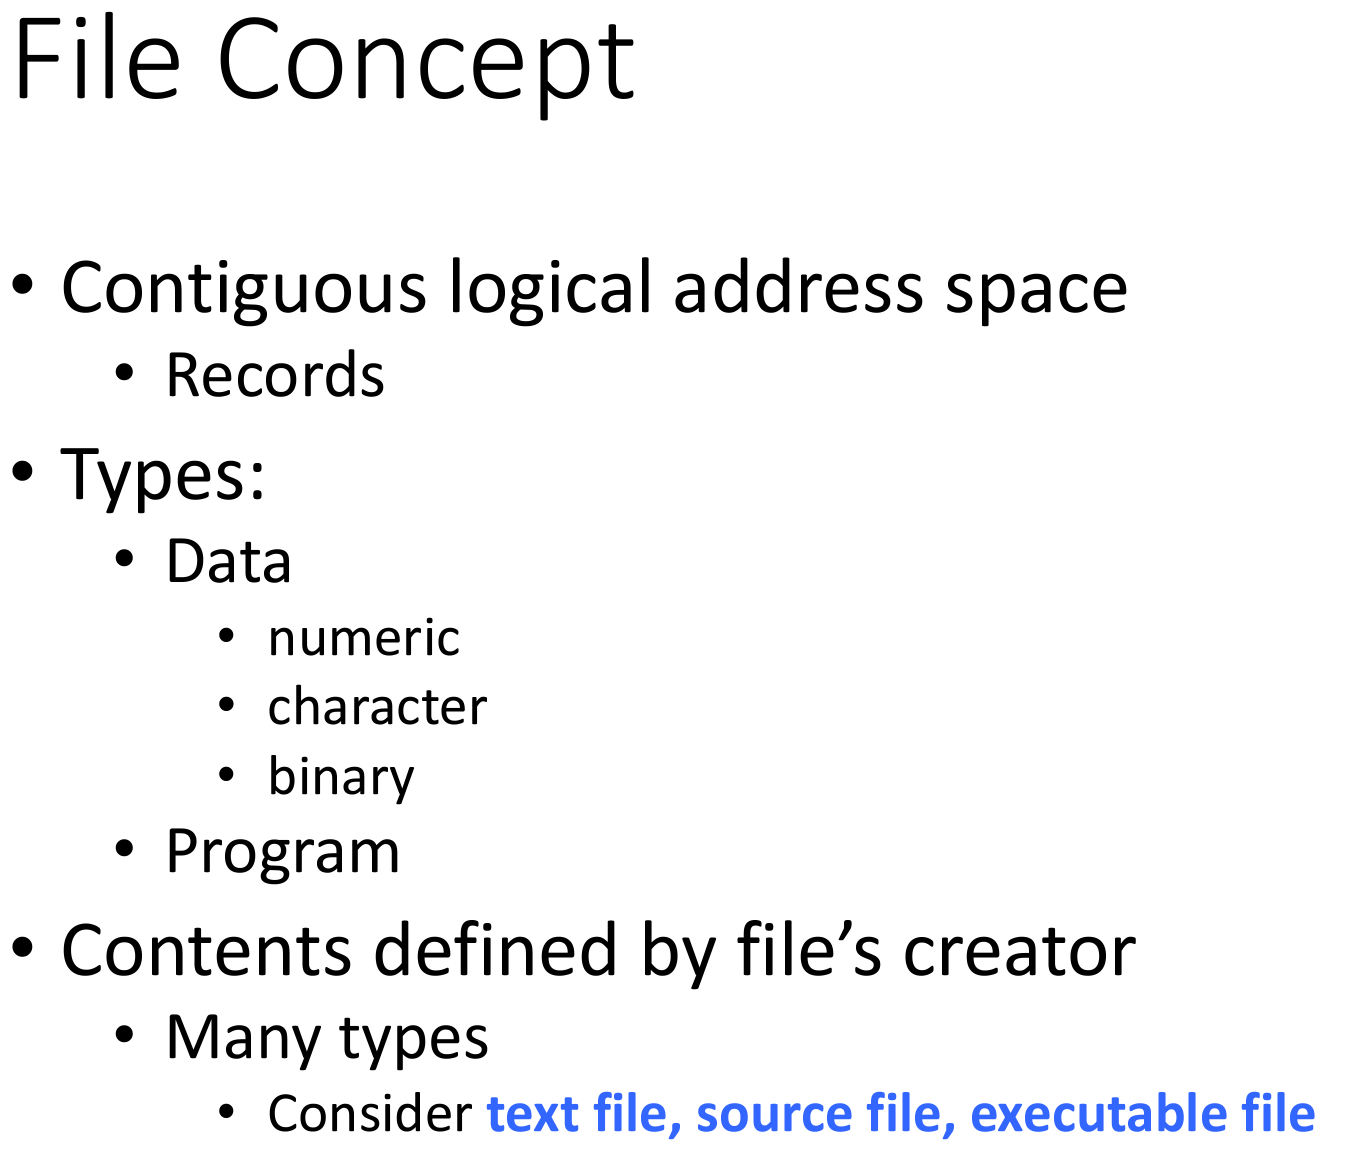 File Concept
• Contiguous logical address space
• Records
• Types:
• Data
• numeric
• character
• binary
• Program
• Contents defined by file’s creator
• Many types
• Consider text file, source file, executable file